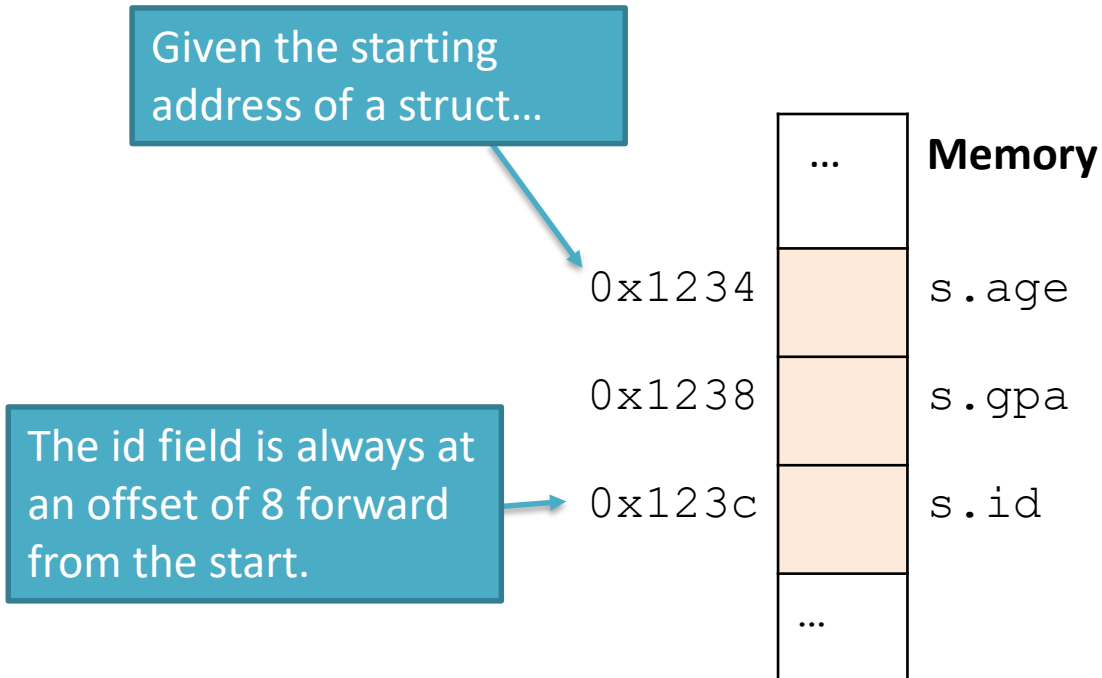 Given the starting
address of a struct…
… Memory
0x1234 s.age
0x1238 s.gpa
The id field is always at
an offset of 8 forward
from the start.
0x123c s.id
…